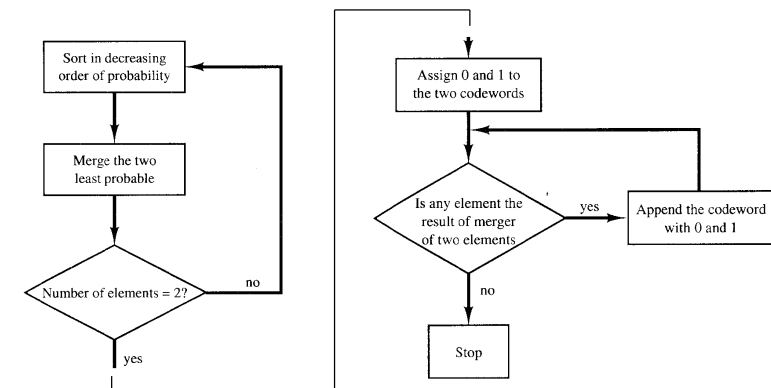 Sort in decreasing
order of probability
Merge the two
least probable
Number of elements = 2?
no
yes
Assign 0 and 1 to
the two codewords
Is any element the
result of merger
of two elements
yes
Append the codeword
with 0 and 1
no
Stop